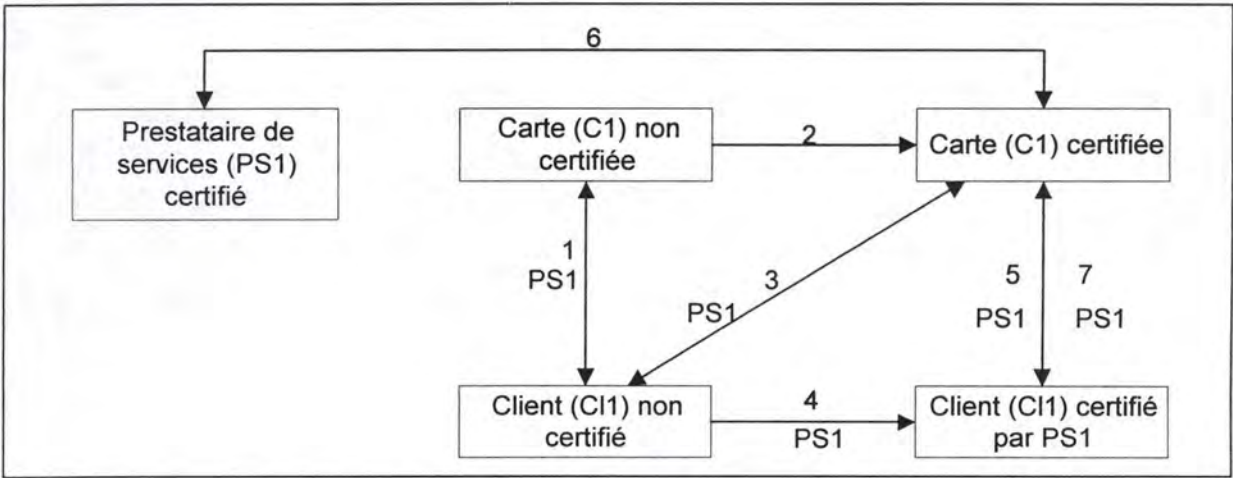 6
Prestataire de
services (PS1)
certifié
Carte (C1) non
certifiée
2
Carte (C1) certifiée
1
PS1
3
PS1
5
PS1
7
PS1
Client (Cl1) non
certifié
4
PS1
Client (Cl1) certifié
par PS1